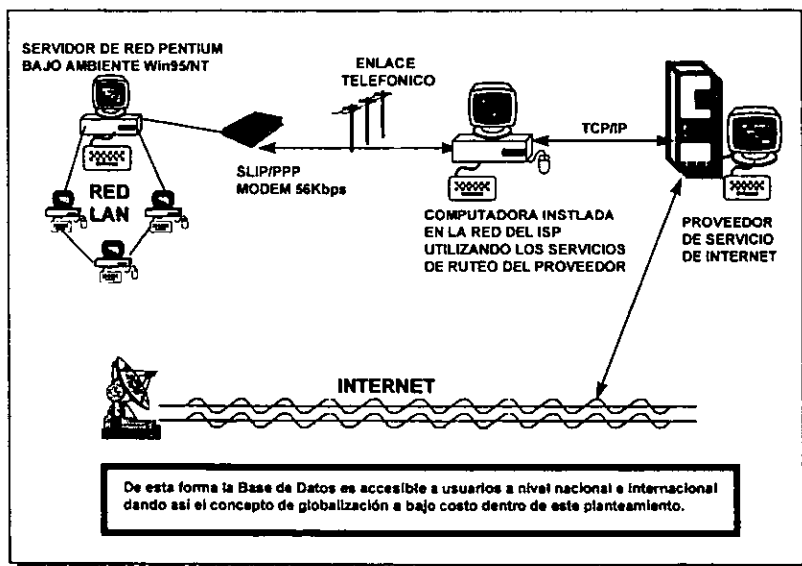 SERVIDOR DE RED PENTIUM
BAJO AMBIENTE Win95/NT
RED
LAN
SLIP/PPP
MODEM 56Kbps
ENLACE
TELEFONICO
COMPUTADORA INSTLADA
EN LA RED DEL ISP
UTILIZANDO LOS SERVICIOS
DE RUTEO DEL PROVEEDOR
TCP/IP
PROVEEDOR
DE SERVICIO
DE INTERNET
INTERNET
De esta forma la Base de Datos es accesible a usuarios a nivel nacional e internacional
dando así el concepto de globalización a bajo costo dentro de este planteamiento.